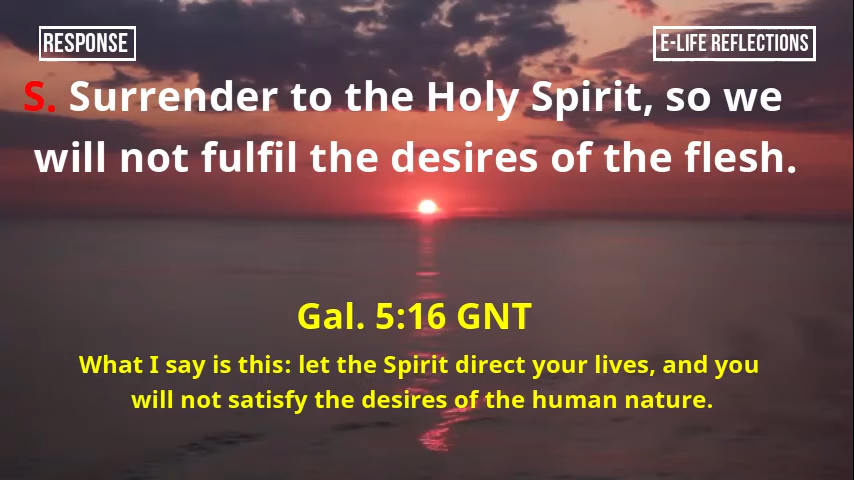 RESPONSE
E-LIFE REFLECTIONS
S. Surrender to the Holy Spirit, so we
will not fulfil the desires of the flesh.
Gal. 5:16 GNT
What I say is this: let the Spirit direct your lives, and you
will not satisfy the desires of the human nature.